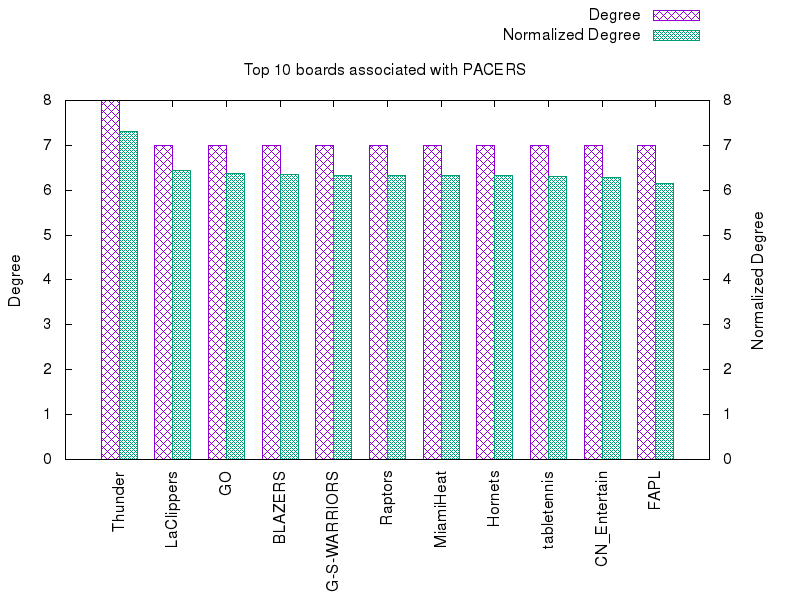 Degree
Normalized Degree
Top 10 boards associated with PACERS
8 8
7 7
6 6
5 5
4 4
3 3
2 2
1 1
0 0
Degree
Normalized Degree
Thunder
LaClippers
GO
BLAZERS
G-S-WARRIORS
Raptors
MiamiHeat
Hornets
tabletennis
CN_Entertain
FAPL